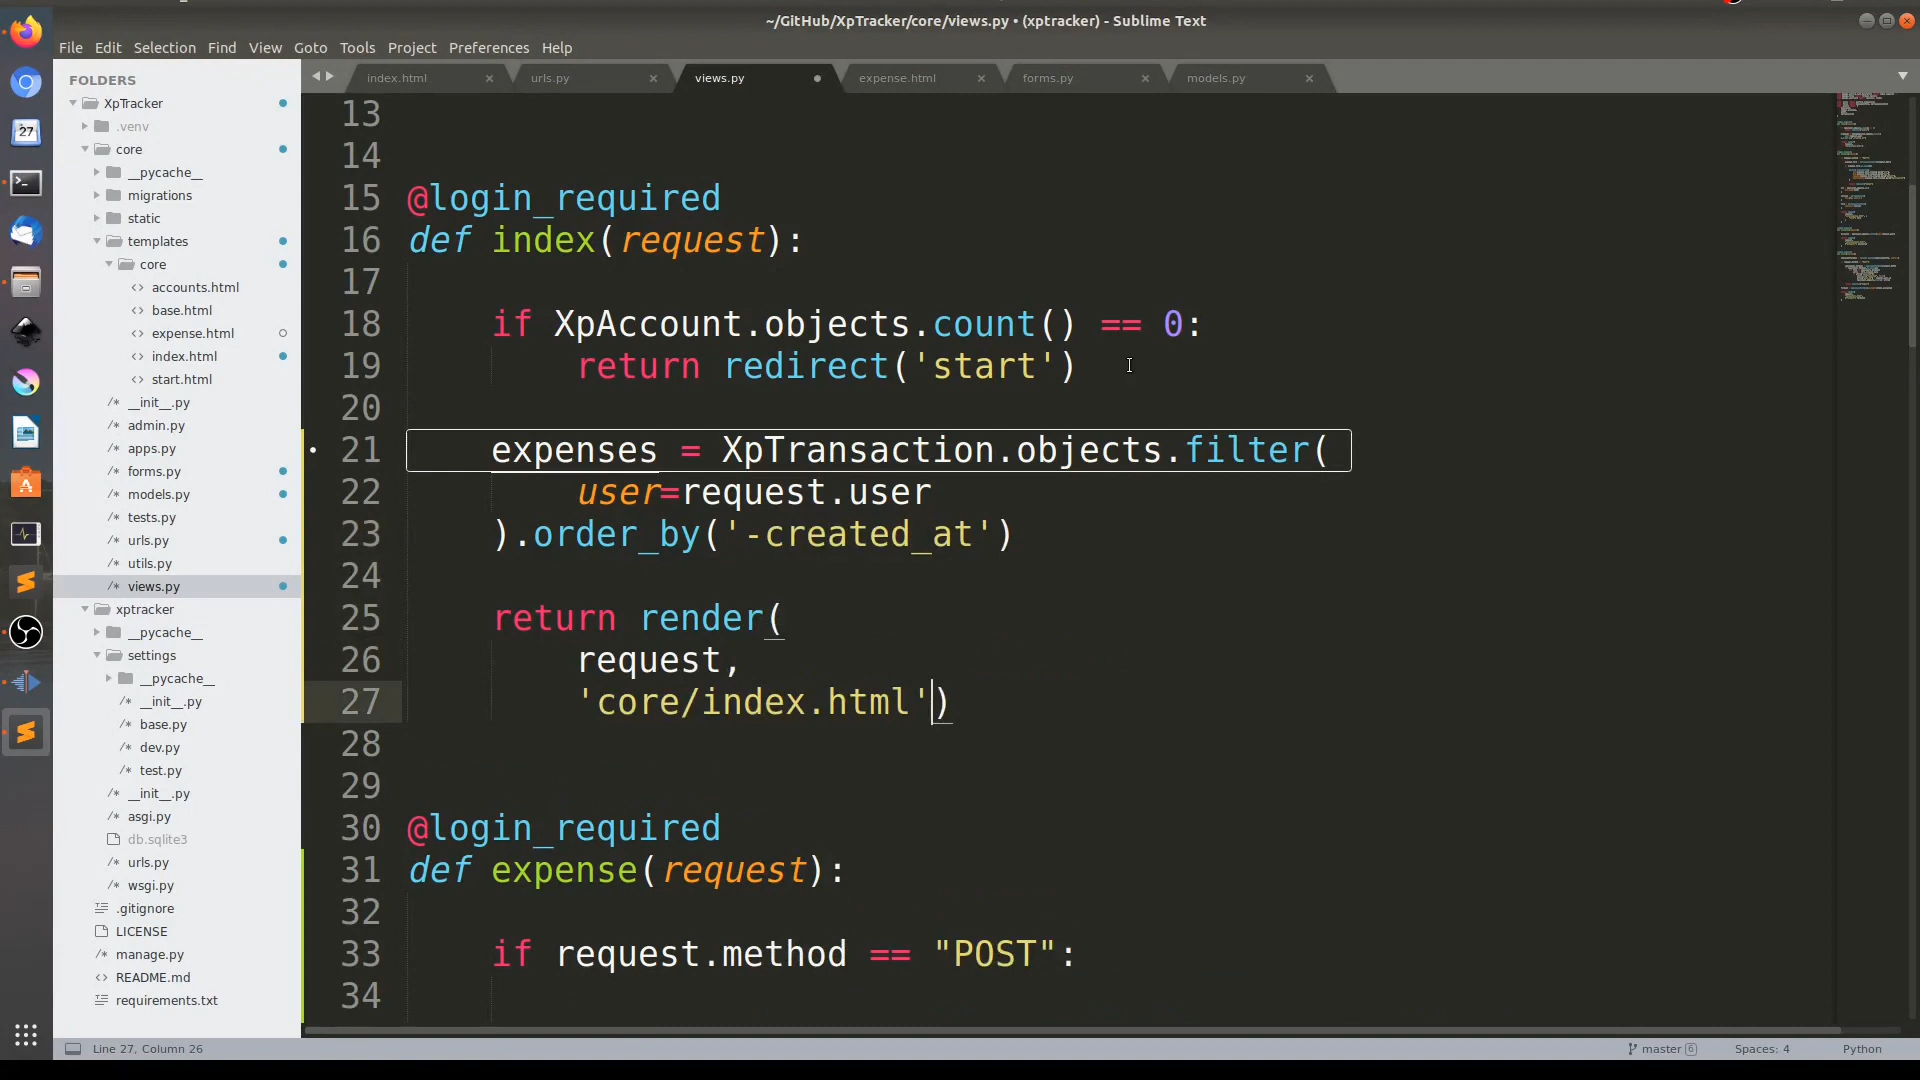 ~/GitHub/XpTracker/core/views.py • (xptracker) - Sublime Text
File Edit Selection Find View Goto Tools Project Preferences Help
FOLDERS
XpTracker
.venv
core
__pycache__
migrations
static
templates
core
accounts.html
base.html
expense.html
index.html
start.html
__init__.py
admin.py
apps.py
forms.py
models.py
tests.py
urls.py
utils.py
views.py
xptracker
__pycache__
settings
__pycache__
__init__.py
base.py
dev.py
test.py
__init__.py
asgi.py
db.sqlite3
urls.py
wsgi.py
.gitignore
LICENSE
manage.py
README.md
requirements.txt
27
index.html urls.py views.py expense.html forms.py models.py
13
14
15 @login_required
16 def index(request):
17
18 if XpAccount.objects.count() == 0:
19 return redirect('start')
20
21 expenses = XpTransaction.objects.filter(
22 user=request.user
23 ).order_by('-created_at')
24
25 return render(
26 request,
27 'core/index.html')
28
29
30 @login_required
31 def expense(request):
32
33 if request.method == "POST":
34
Line 27, Column 26
master 6
Spaces: 4
Python